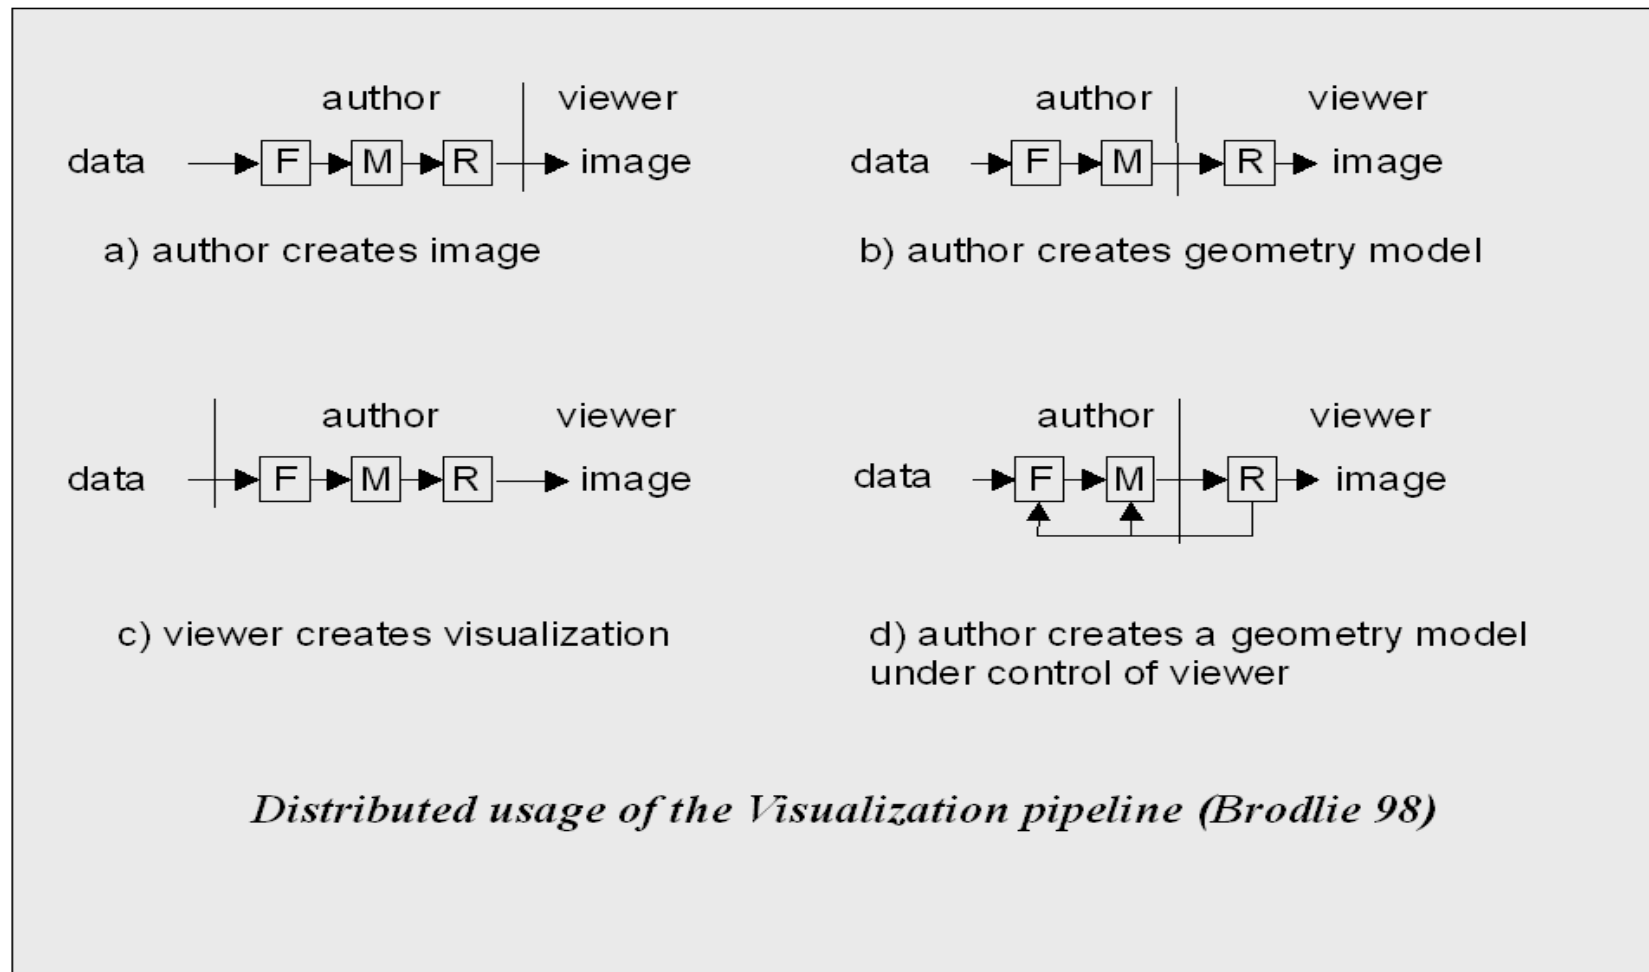 author viewer
data F M R image
a) author creates image
author viewer
data F M R image
b) author creates geometry model
author viewer
data F M R image
c) viewer creates visualization
author viewer
data F M R image
d) author creates a geometry model
under control of viewer
Distributed usage of the Visualization pipeline (Brodlie 98)